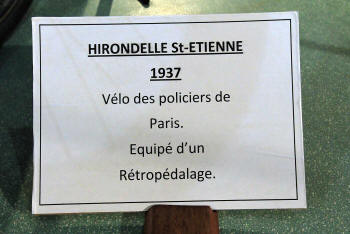 HIRONDELLE St-ETIENNE
1937
Vélo des policiers de
Paris.
Equipé d’un
Rétropédalage.